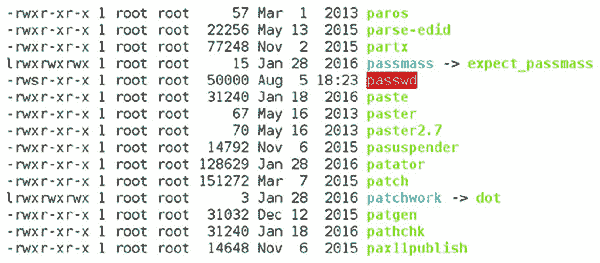 -rwxr-xr-x 1 root root     57 Mar  1  2013 paros
-rwxr-xr-x 1 root root  22256 May 13  2015 parse-edid
-rwxr-xr-x 1 root root  77248 Nov  2  2015 partx
lrwxrwxrwx 1 root root     15 Jan 28  2016 passmass -> expect_passmass
-rwsr-xr-x 1 root root  50000 Aug  5 18:23 passwd
-rwxr-xr-x 1 root root  31240 Jan 18  2016 paste
-rwxr-xr-x 1 root root     67 May 16  2013 paster
-rwxr-xr-x 1 root root     70 May 16  2013 paster2.7
-rwxr-xr-x 1 root root  14792 Nov  6  2015 pasuspender
-rwxr-xr-x 1 root root 128629 Jan 28  2016 patator
-rwxr-xr-x 1 root root 151272 Mar  7  2015 patch
lrwxrwxrwx 1 root root      3 Jan 28  2016 patchwork -> dot
-rwxr-xr-x 1 root root  31032 Dec 12  2015 patgen
-rwxr-xr-x 1 root root  31240 Jan 18  2016 pathchk
-rwxr-xr-x 1 root root  14648 Nov  6  2015 pax11publish